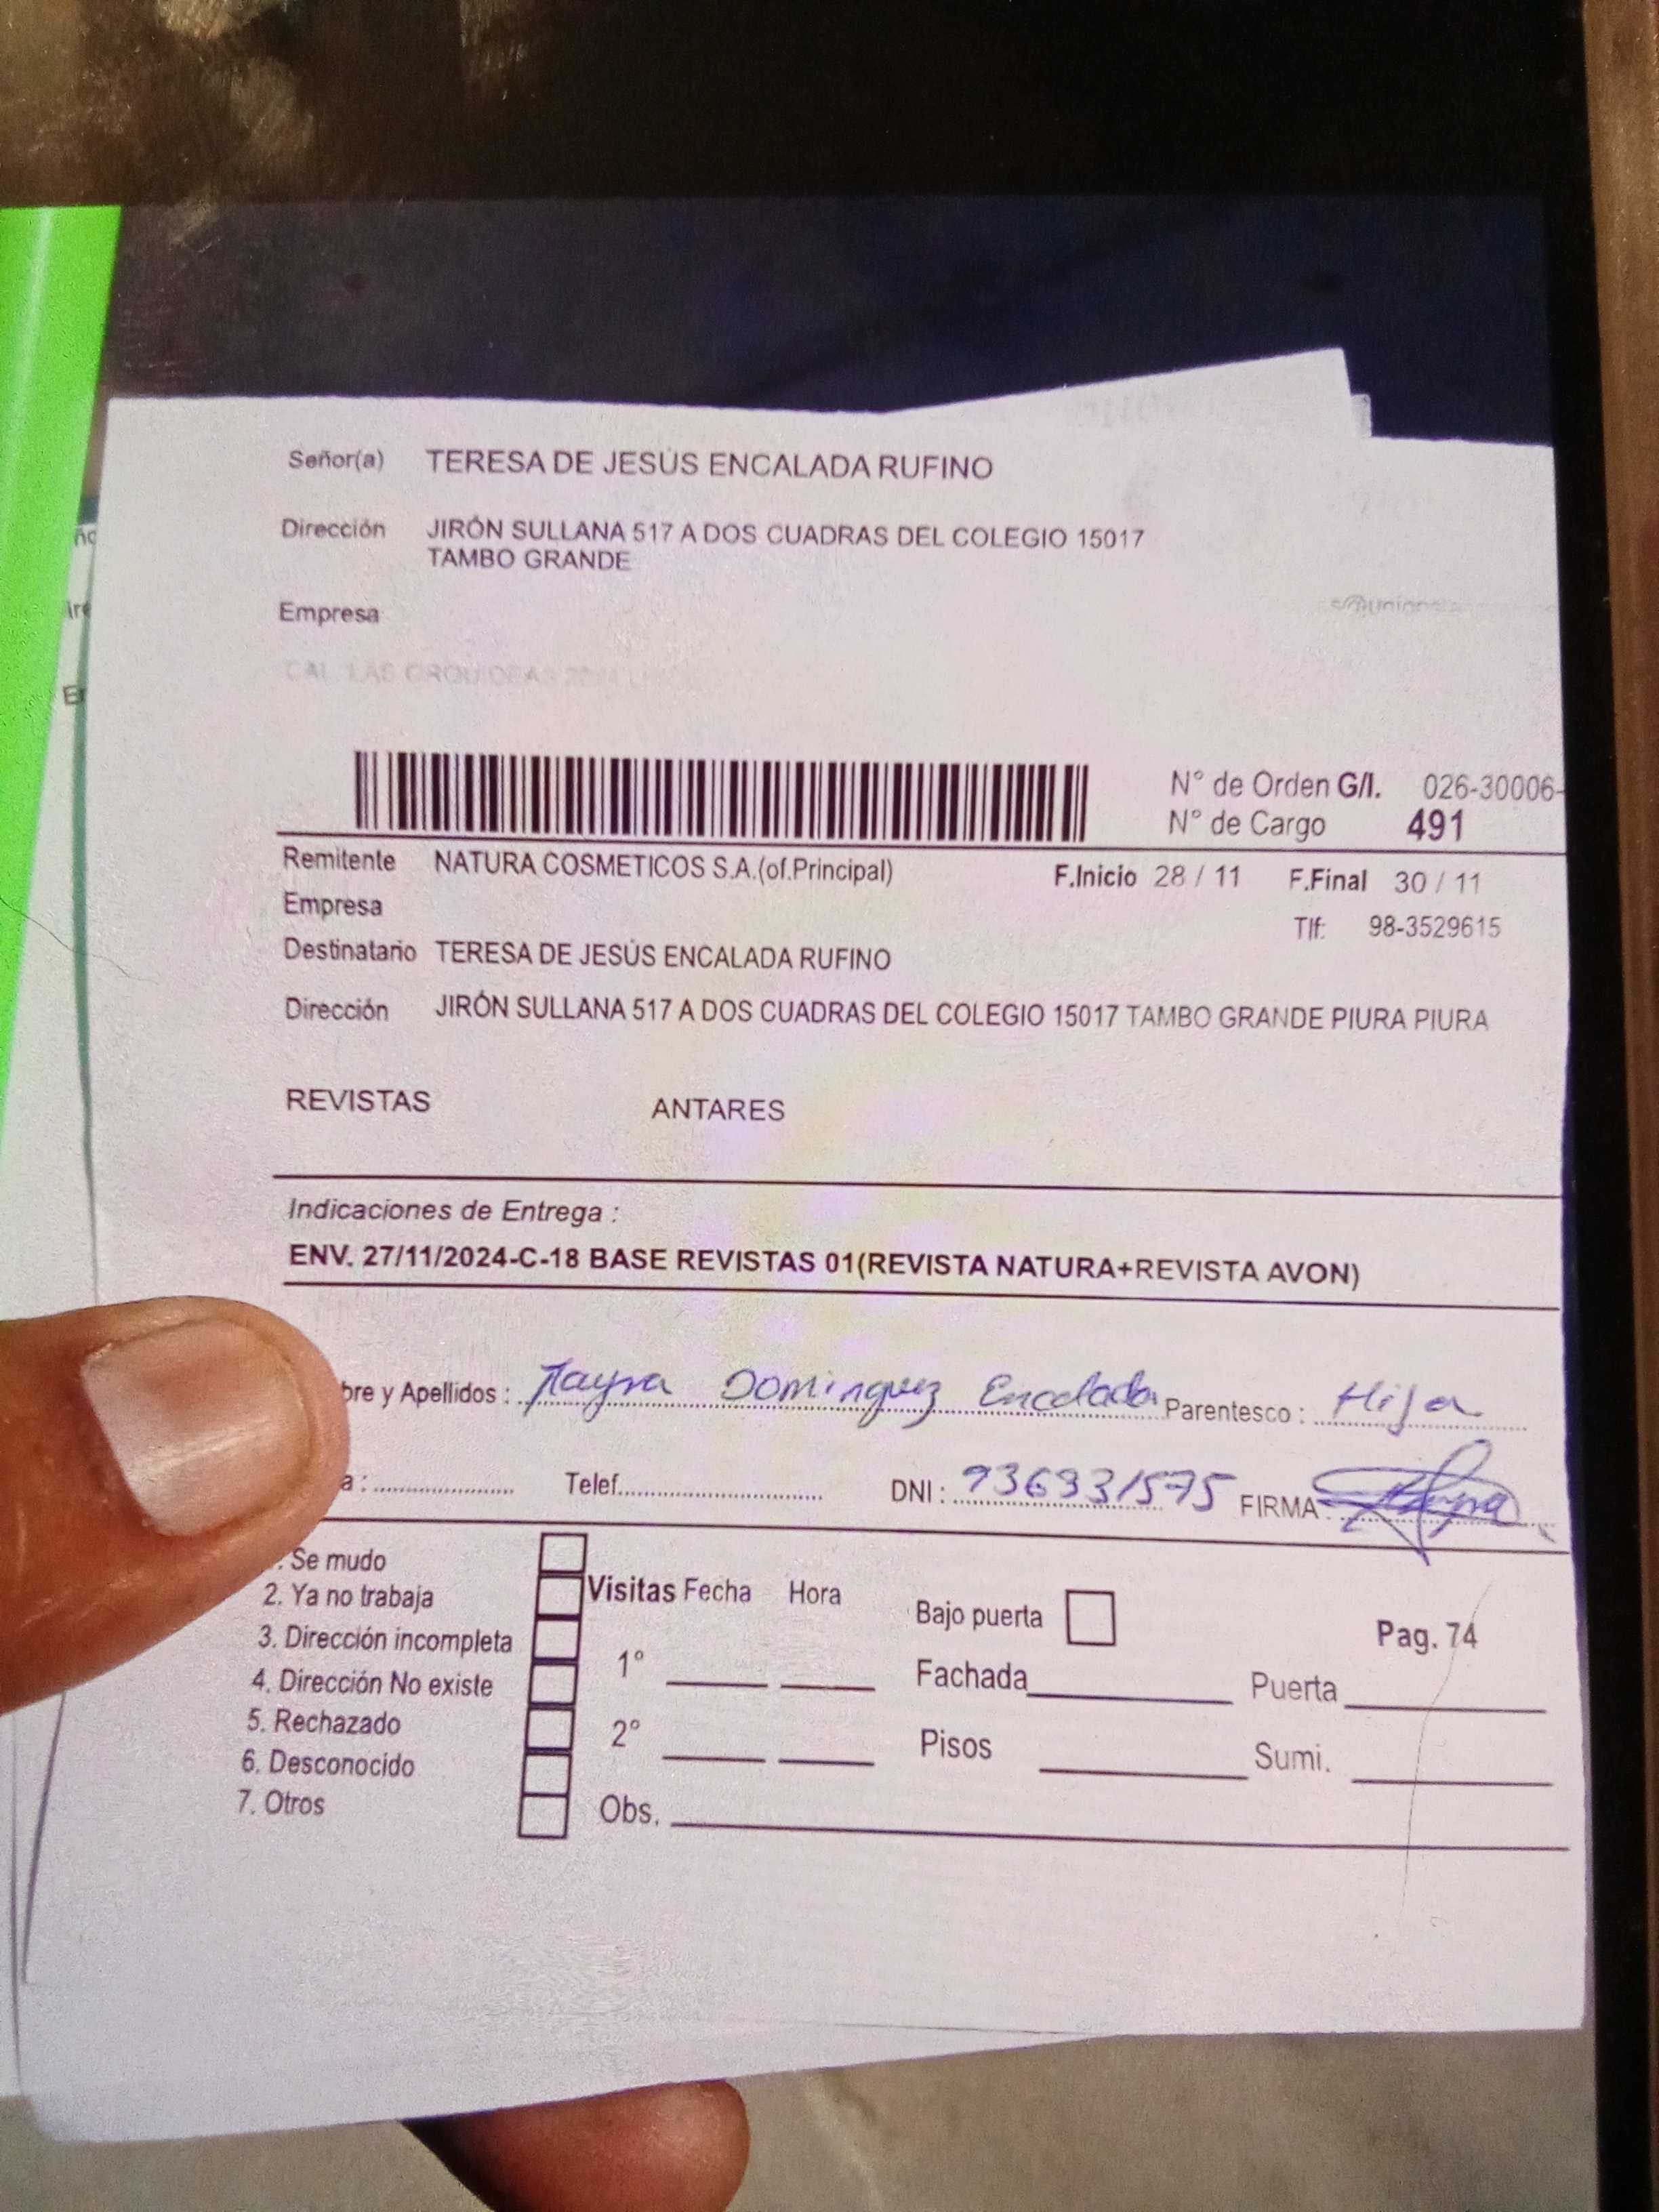 Señor(a) TERESA DE JESÚS ENCALADA RUFINO
Dirección JIRÓN SULLANA 517 A DOS CUADRAS DEL COLEGIO 15017
TAMBO GRANDE
Empresa
N° de Orden G/I. 026-30006-
N° de Cargo 491
Remitente NATURA COSMETICOS S.A.(of.Principal) F.Inicio 28 / 11 F.Final 30 / 11
Empresa
Tlf: 98-3529615
Destinatario TERESA DE JESÚS ENCALADA RUFINO
Dirección JIRÓN SULLANA 517 A DOS CUADRAS DEL COLEGIO 15017 TAMBO GRANDE PIURA PIURA
REVISTAS ANTARES
Indicaciones de Entrega :
ENV. 27/11/2024-C-18 BASE REVISTAS 01(REVISTA NATURA+REVISTA AVON)
bre y Apellidos : Mayra Dominguez Encalada Parentesco : Hija
a : Telef. DNI : 936931575 FIRMA :
. Se mudo
2. Ya no trabaja
3. Dirección incompleta
4. Dirección No existe
5. Rechazado
6. Desconocido
7. Otros
Visitas Fecha Hora
1°
2°
Obs.
Bajo puerta
Pag. 74
Fachada Puerta
Pisos Sumi.